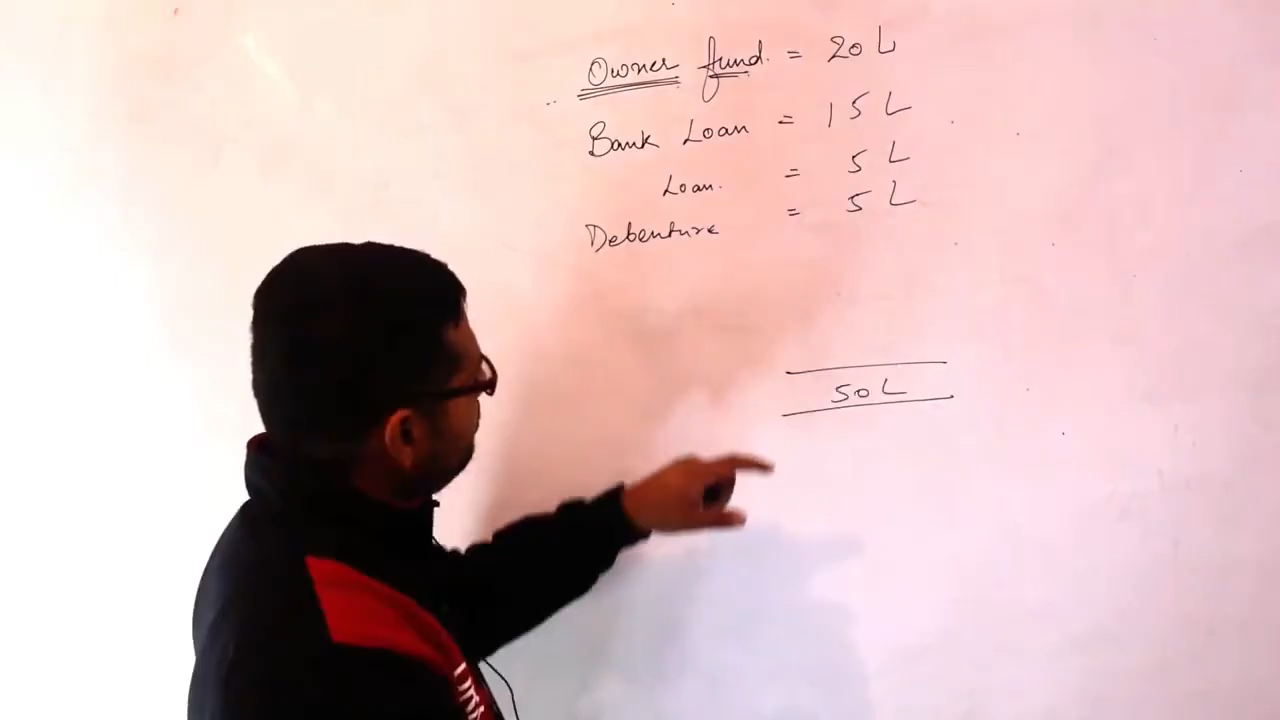 Owner fund. = 20 L
Bank Loan = 15 L
Loan. = 5 L
Debenture = 5 L
50 L